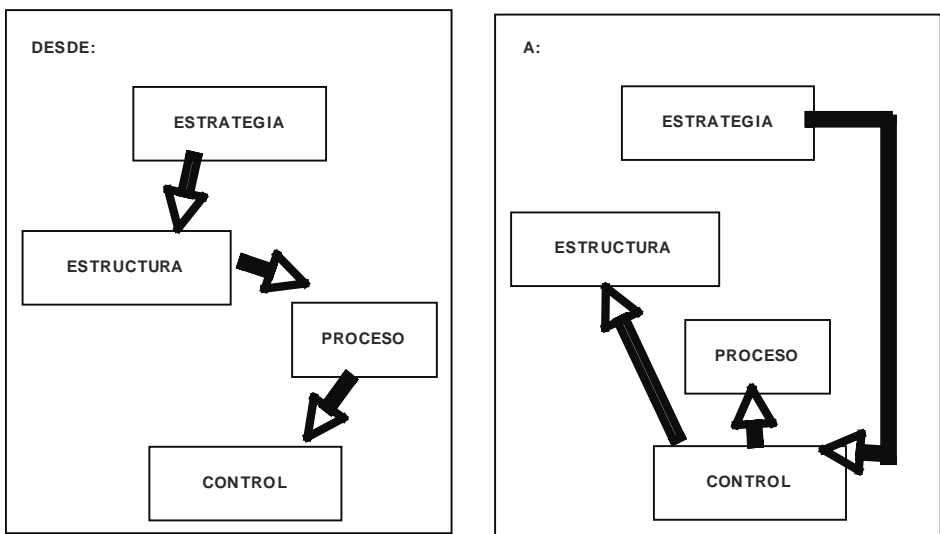 DESDE:
ESTRATEGIA
ESTRUCTURA
PROCESO
CONTROL
A:
ESTRATEGIA
ESTRUCTURA
PROCESO
CONTROL